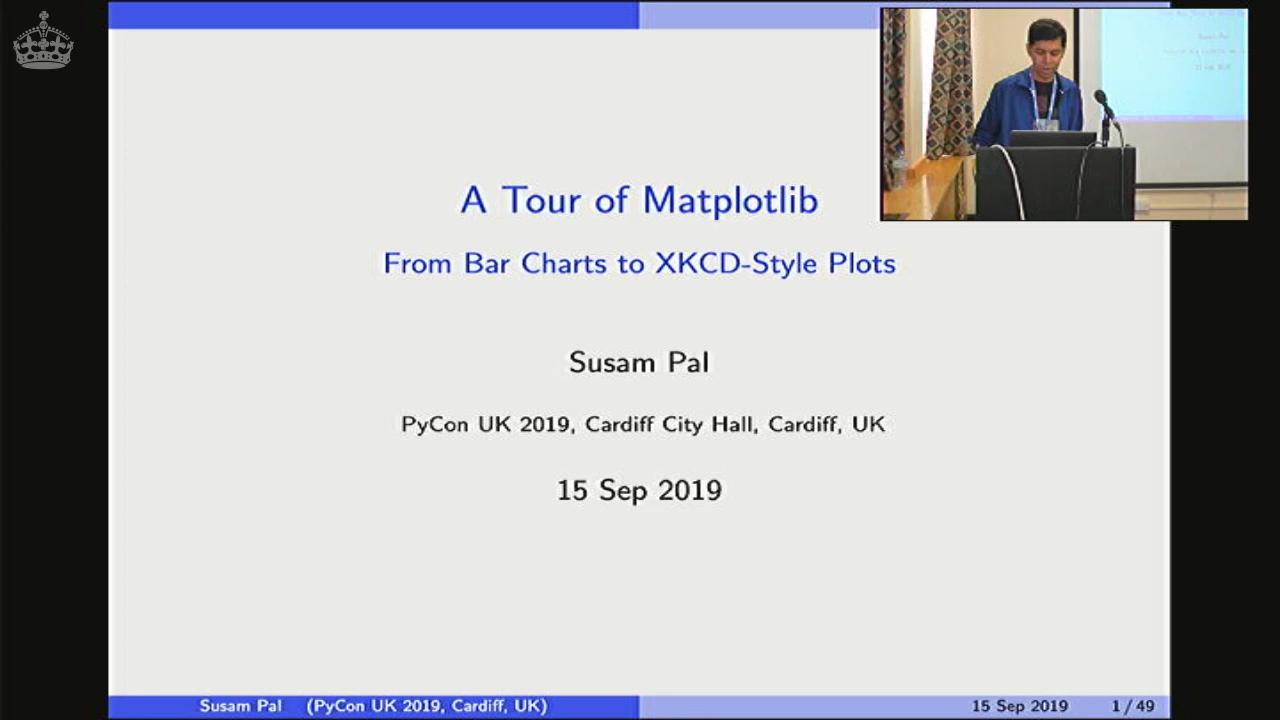 A Tour of Matplotlib
From Bar Charts to XKCD-Style Plots
Susam Pal
PyCon UK 2019, Cardiff City Hall, Cardiff, UK
15 Sep 2019
Susam Pal (PyCon UK 2019, Cardiff, UK) 15 Sep 2019 1 / 49